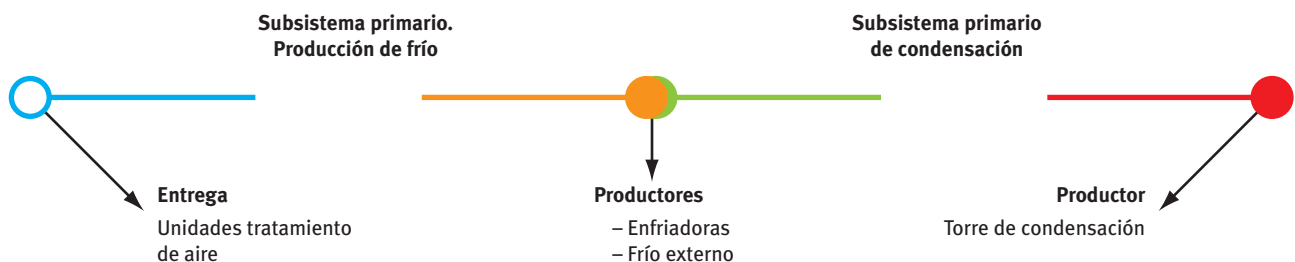 Subsistema primario.
Producción de frío
Subsistema primario
de condensación
Entrega
Unidades tratamiento
de aire
Productores
– Enfriadoras
– Frío externo
Productor
Torre de condensación